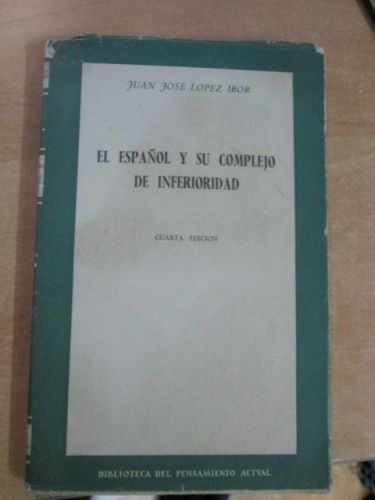 JUAN JOSE LOPEZ IBOR
EL ESPAÑOL Y SU COMPLEJO
DE INFERIORIDAD
CUARTA EDICION
BIBLIOTECA DEL PENSAMIENTO ACTVAL